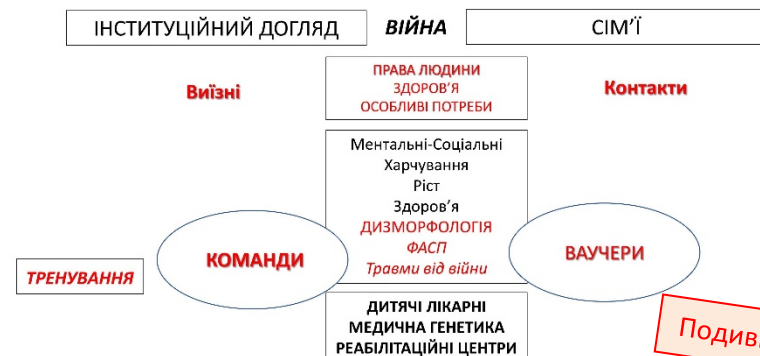 ІНСТИТУЦІЙНИЙ ДОГЛЯД ВІЙНА СІМ’Ї
ПРАВА ЛЮДИНИ
ЗДОРОВ’Я
ОСОБЛИВІ ПОТРЕБИ
Виїзні
Контакти
Ментальні-Соціальні
Харчування
Ріст
Здоров’я
ДИЗМОРФОЛОГІЯ
ФАСП
Травми від війни
КОМАНДИ
ВАУЧЕРИ
ТРЕНУВАННЯ
ДИТЯЧІ ЛІКАРНІ
МЕДИЧНА ГЕНЕТИКА
РЕАБІЛІТАЦІЙНІ ЦЕНТРИ